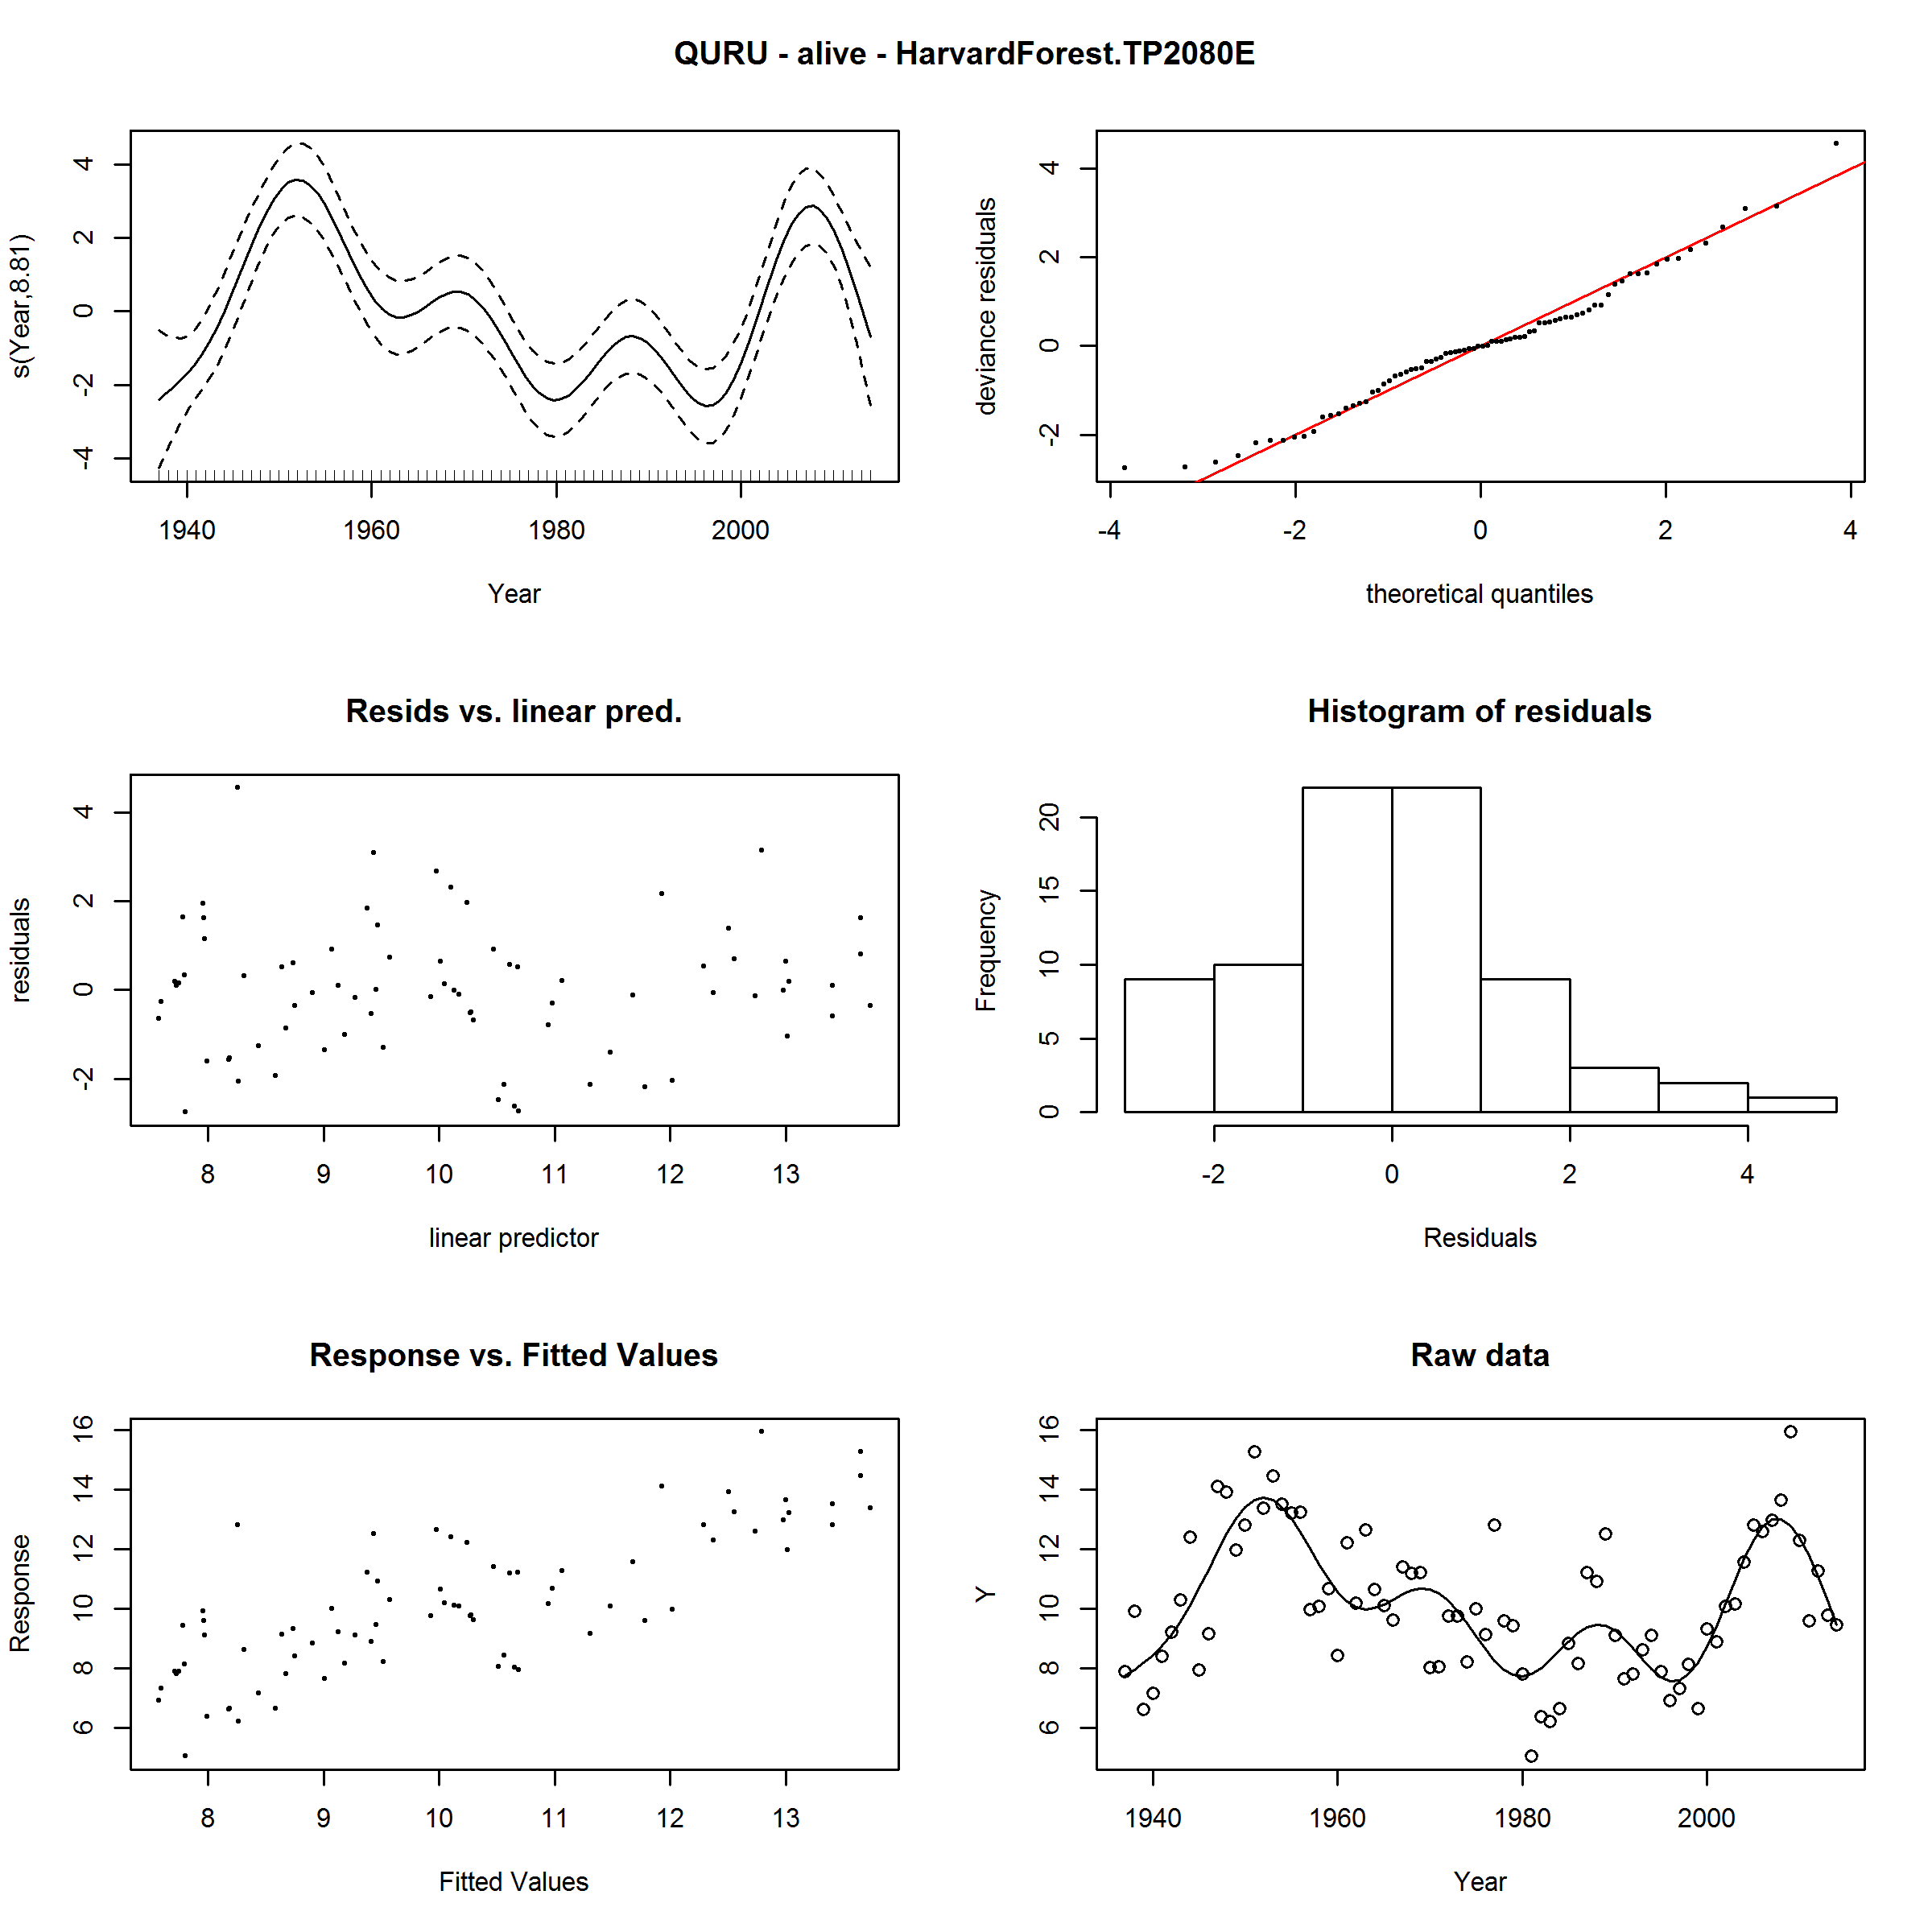 QURU - alive - HarvardForest.TP2080E
s(Year,8.81)
4
2
0
-2
-4
1940 1960 1980 2000
Year
deviance residuals
4
2
0
-2
-4 -2 0 2 4
theoretical quantiles
Resids vs. linear pred.
residuals
4
2
0
-2
8 9 10 11 12 13
linear predictor
Histogram of residuals
Frequency
20
15
10
5
0
-2 0 2 4
Residuals
Response vs. Fitted Values
Response
16
14
12
10
8
6
8 9 10 11 12 13
Fitted Values
Raw data
Y
16
14
12
10
8
6
1940 1960 1980 2000
Year